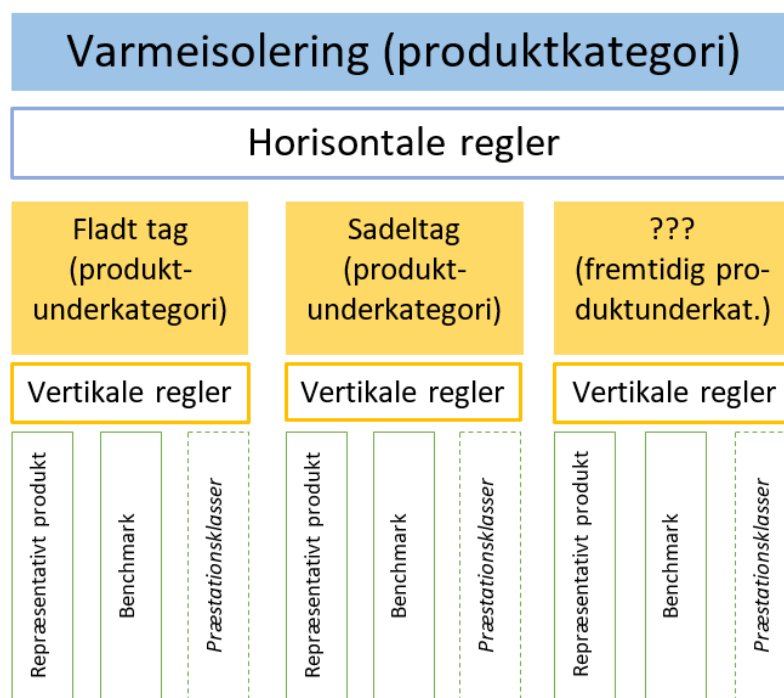 Varmeisolering (produktkategori)
Horisontale regler
Fladt tag
(produkt-
underkategori)
Sadeltag
(produkt-
underkategori)
???
(fremtidig pro-
duktunderkat.)
Vertikale regler
Vertikale regler
Vertikale regler
Repræsentativt produkt
Benchmark
Præstationsklasser
Repræsentativt produkt
Benchmark
Præstationsklasser
Repræsentativt produkt
Benchmark
Præstationsklasser